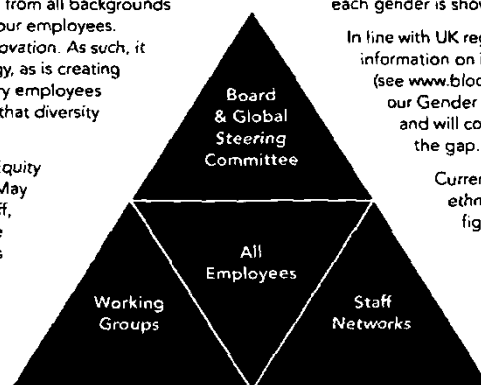 from all backgrounds
our employees.
ovation. As such, it
gy, as is creating
ry employees
that diversity
Equity
May
ff,
each gender is show
In line with UK reg
information on i
(see www.bloo
our Gender
and will co
the gap.
Curren
ethn
fig
Board
& Global
Steering
Committee
All
Employees
Working
Groups
Staff
Networks